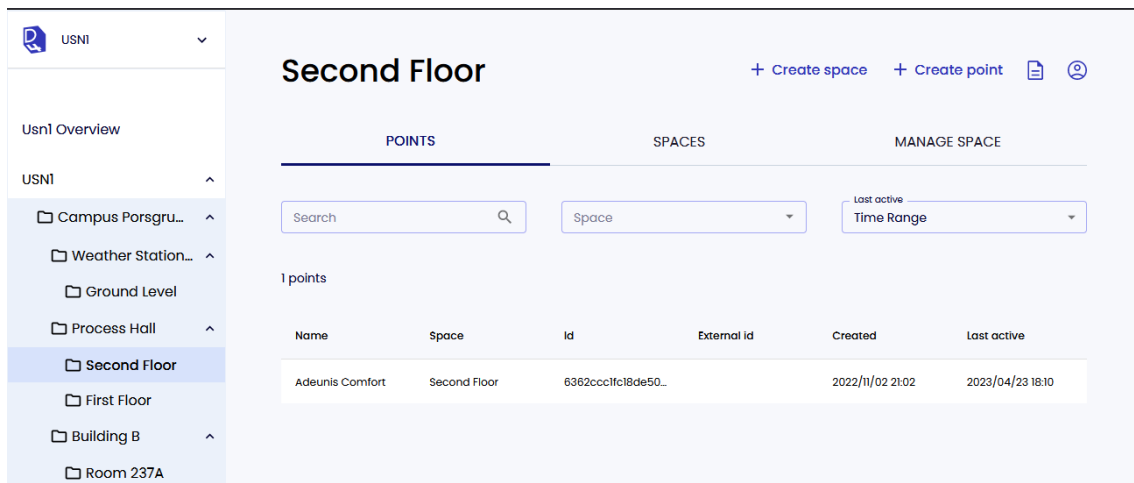 USN1
Usn1 Overview
USN1
Campus Porsgru...
Weather Station...
Ground Level
Process Hall
Second Floor
First Floor
Building B
Room 237A
Second Floor
+ Create space + Create point
POINTS SPACES MANAGE SPACE
Search Space Last active
Time Range
1 points
Name Space Id External id Created Last active
Adeunis Comfort Second Floor 6362ccc1fc18de50... 2022/11/02 21:02 2023/04/23 18:10